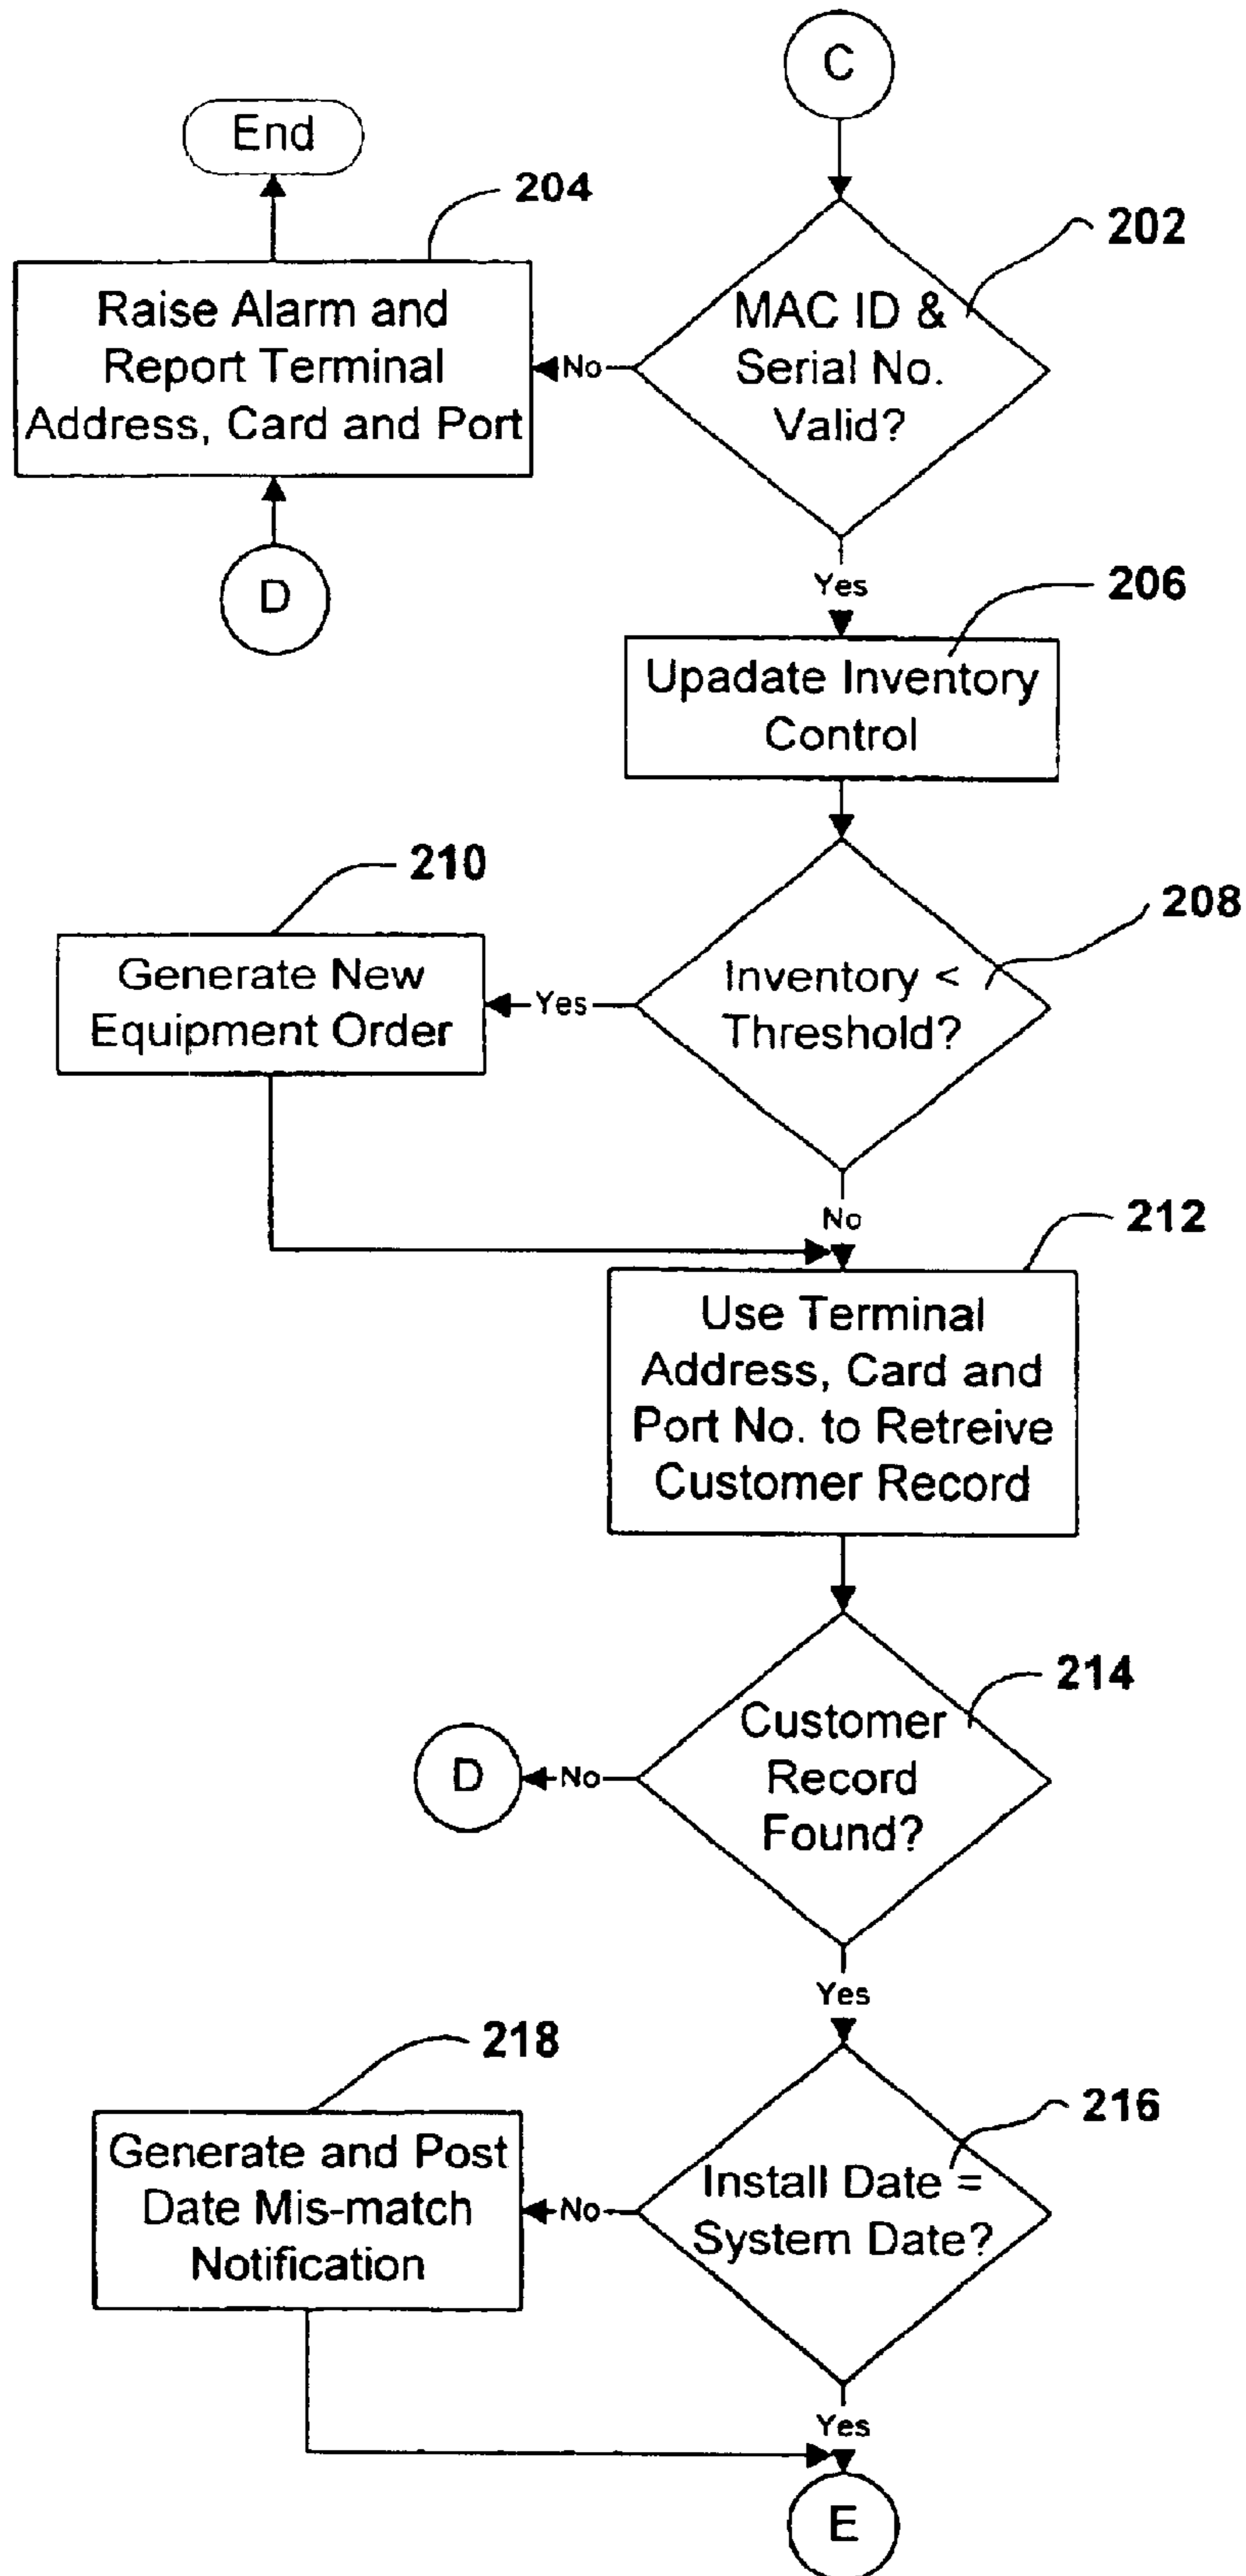 C
End
204
202
Raise Alarm and
Report Terminal
Address, Card and Port
No
MAC ID &
Serial No.
Valid?
D
Yes
206
Upadate Inventory
Control
210
208
Generate New
Equipment Order
Yes
Inventory <
Threshold?
No
212
Use Terminal
Address, Card and
Port No. to Retreive
Customer Record
214
Customer
Record
Found?
No
D
Yes
218
216
Generate and Post
Date Mis-match
Notification
No
Install Date =
System Date?
Yes
E